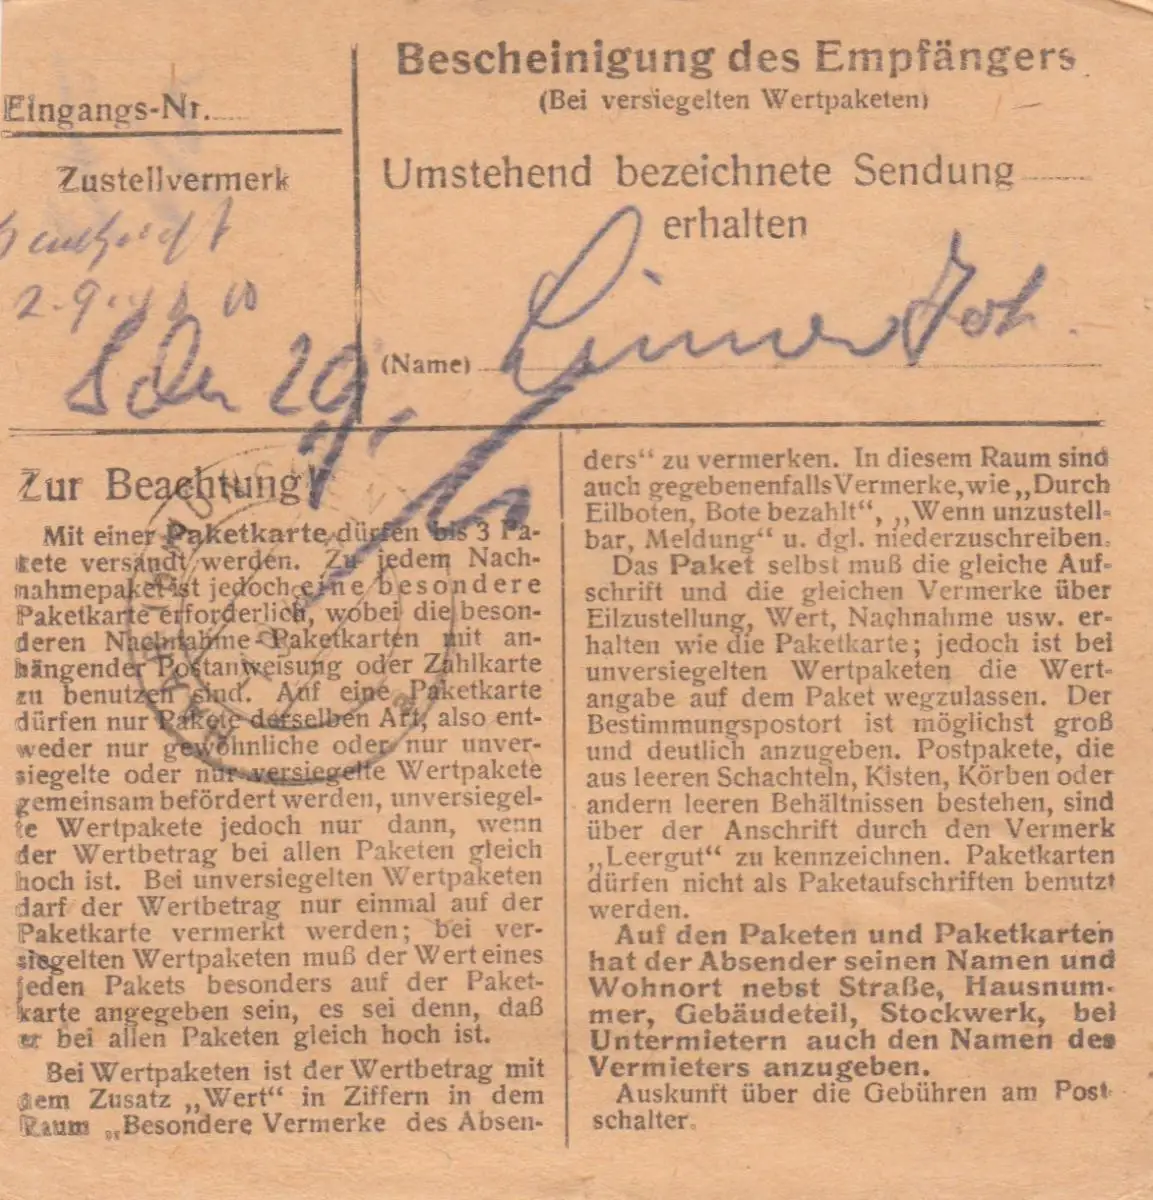 Eingangs-Nr.
Zustellvermerk
2.9.48
29.
Bescheinigung des Empfängers
(Bei versiegelten Wertpaketen)
Umstehend bezeichnete Sendung
erhalten
(Name)
Joh.
Zur Beachtung!
Mit einer Paketkarte dürfen bis 3 Pa-
kete versandt werden. Zu jedem Nach-
nahmepaket ist jedoch eine besondere
Paketkarte erforderlich, wobei die beson-
deren Nachnahme-Paketkarten mit an-
hängender Postanweisung oder Zahlkarte
zu benutzen sind. Auf eine Paketkarte
dürfen nur Pakete derselben Art, also ent-
weder nur gewöhnliche oder nur unver-
siegelte oder nur versiegelte Wertpakete
gemeinsam befördert werden, unversiegel-
te Wertpakete jedoch nur dann, wenn
der Wertbetrag bei allen Paketen gleich
hoch ist. Bei unversiegelten Wertpaketen
darf der Wertbetrag nur einmal auf der
Paketkarte vermerkt werden; bei ver-
siegelten Wertpaketen muß der Wert eines
jeden Pakets besonders auf der Paket-
karte angegeben sein, es sei denn, daß
er bei allen Paketen gleich hoch ist.
Bei Wertpaketen ist der Wertbetrag mit
dem Zusatz „Wert“ in Ziffern in dem
Raum „Besondere Vermerke des Absen-
ders“ zu vermerken. In diesem Raum sind
auch gegebenenfalls Vermerke, wie „Durch
Eilboten, Bote bezahlt“, „Wenn unzustell-
bar, Meldung“ u. dgl. niederzuschreiben.
Das Paket selbst muß die gleiche Auf-
schrift und die gleichen Vermerke über
Eilzustellung, Wert, Nachnahme usw. er-
halten wie die Paketkarte; jedoch ist bei
unversiegelten Wertpaketen die Wert-
angabe auf dem Paket wegzulassen. Der
Bestimmungspostort ist möglichst groß
und deutlich anzugeben. Postpakete, die
aus leeren Schachteln, Kisten, Körben oder
andern leeren Behältnissen bestehen, sind
über der Anschrift durch den Vermerk
„Leergut“ zu kennzeichnen. Paketkarten
dürfen nicht als Paketaufschriften benutzt
werden.
Auf den Paketen und Paketkarten
hat der Absender seinen Namen und
Wohnort nebst Straße, Hausnum-
mer, Gebäudeteil, Stockwerk, bei
Untermietern auch den Namen des
Vermieters anzugeben.
Auskunft über die Gebühren am Post-
schalter.